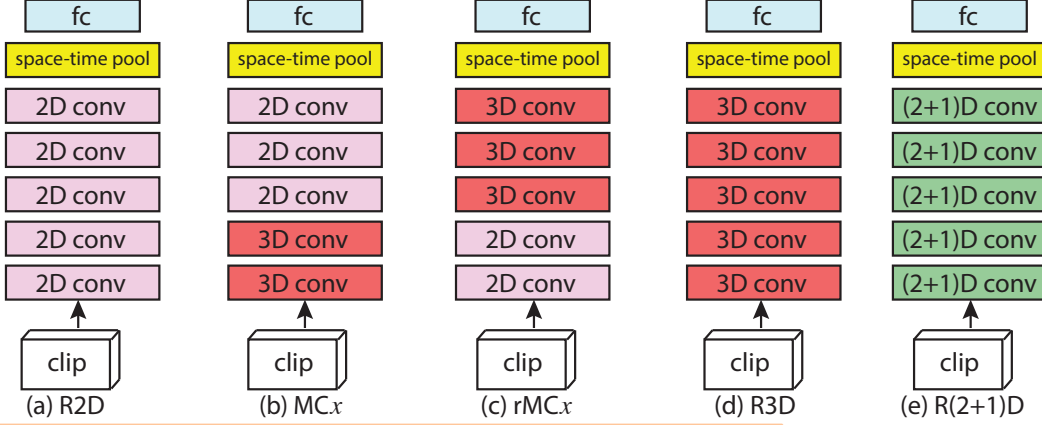 fc fc fc fc fc
space-time pool space-time pool space-time pool space-time pool space-time pool
2D conv 2D conv 3D conv 3D conv (2+1)D conv
2D conv 2D conv 3D conv 3D conv (2+1)D conv
2D conv 2D conv 3D conv 3D conv (2+1)D conv
2D conv 3D conv 2D conv 3D conv (2+1)D conv
2D conv 3D conv 2D conv 3D conv (2+1)D conv
clip clip clip clip clip
(a) R2D (b) MCx (c) rMCx (d) R3D (e) R(2+1)D